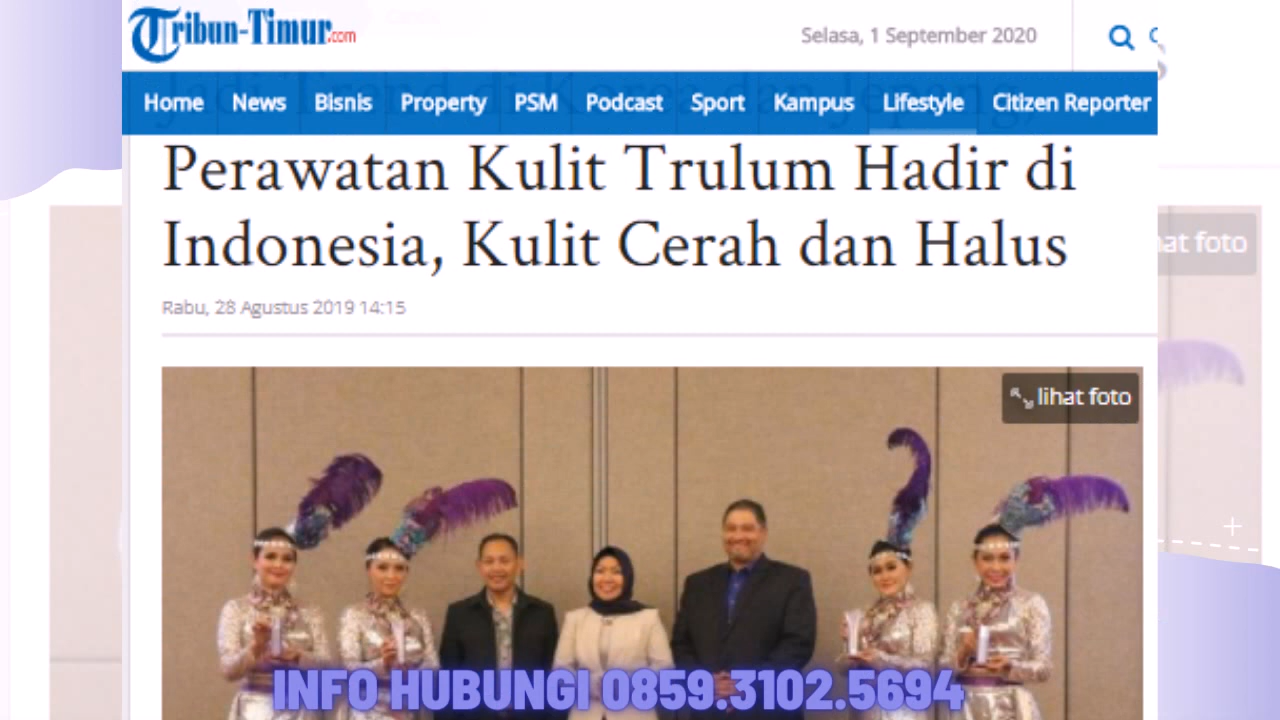 Tribun-Timur.com
Selasa, 1 September 2020
Home News Bisnis Property PSM Podcast Sport Kampus Lifestyle Citizen Reporter
Perawatan Kulit Trulum Hadir di
Indonesia, Kulit Cerah dan Halus
Rabu, 28 Agustus 2019 14:15
hat foto
lihat foto
INFO HUBUNGI 0859.3102.5694